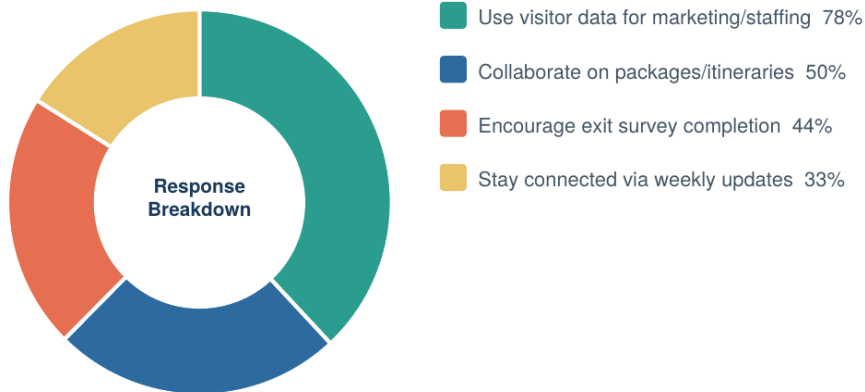 Response
Breakdown
Use visitor data for marketing/staffing 78%
Collaborate on packages/itineraries 50%
Encourage exit survey completion 44%
Stay connected via weekly updates 33%